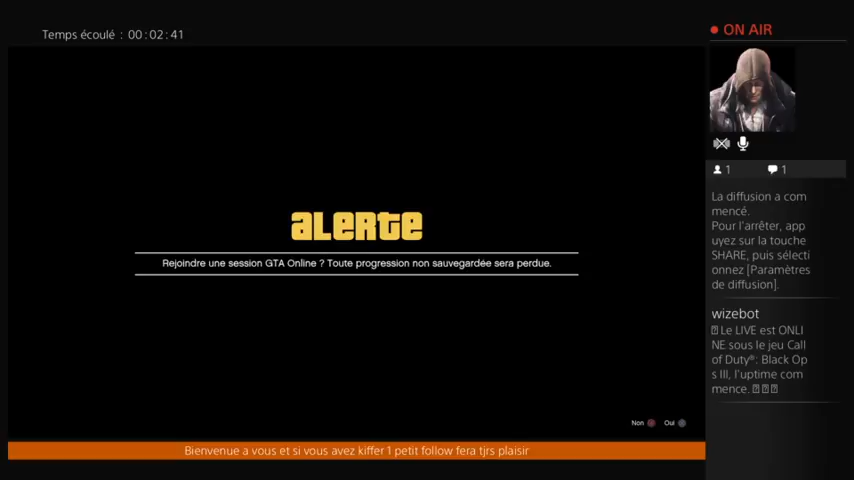 Temps écoulé : 00:02:41
ON AIR
1 1
ALERTE
Rejoindre une session GTA Online ? Toute progression non sauvegardée sera perdue.
La diffusion a com
mencé.
Pour l'arrêter, app
uyez sur la touche
SHARE, puis sélecti
onnez [Paramètres
de diffusion].
wizebot
Le LIVE est ONLI
NE sous le jeu Call
of Duty®: Black Op
s III, l'uptime com
mence.
Non Oui
Bienvenue a vous et si vous avez kiffer 1 petit follow fera tjrs plaisir